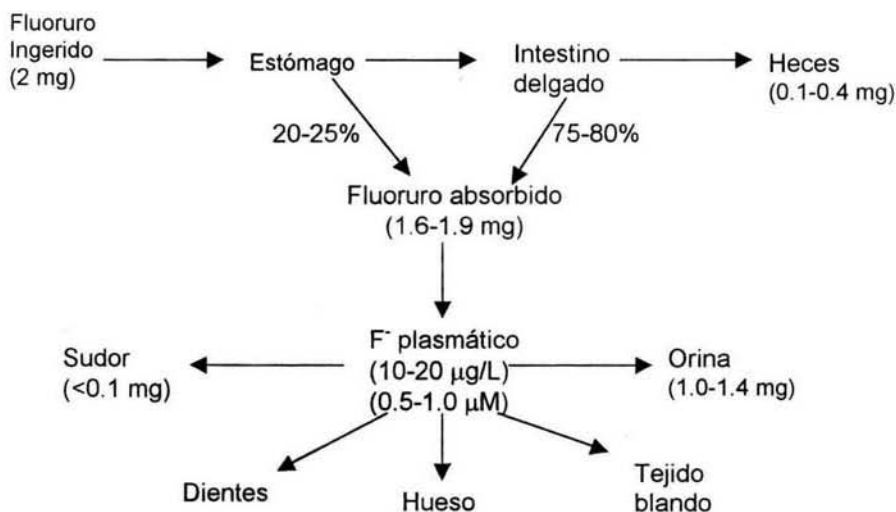 Fluoruro
Ingerido
(2 mg)
Estómago
Intestino
delgado
Heces
(0.1-0.4 mg)
20-25%
75-80%
Fluoruro absorbido
(1.6-1.9 mg)
Sudor
(<0.1 mg)
F⁻ plasmático
(10-20 μg/L)
(0.5-1.0 μM)
Orina
(1.0-1.4 mg)
Dientes
Hueso
Tejido
blando